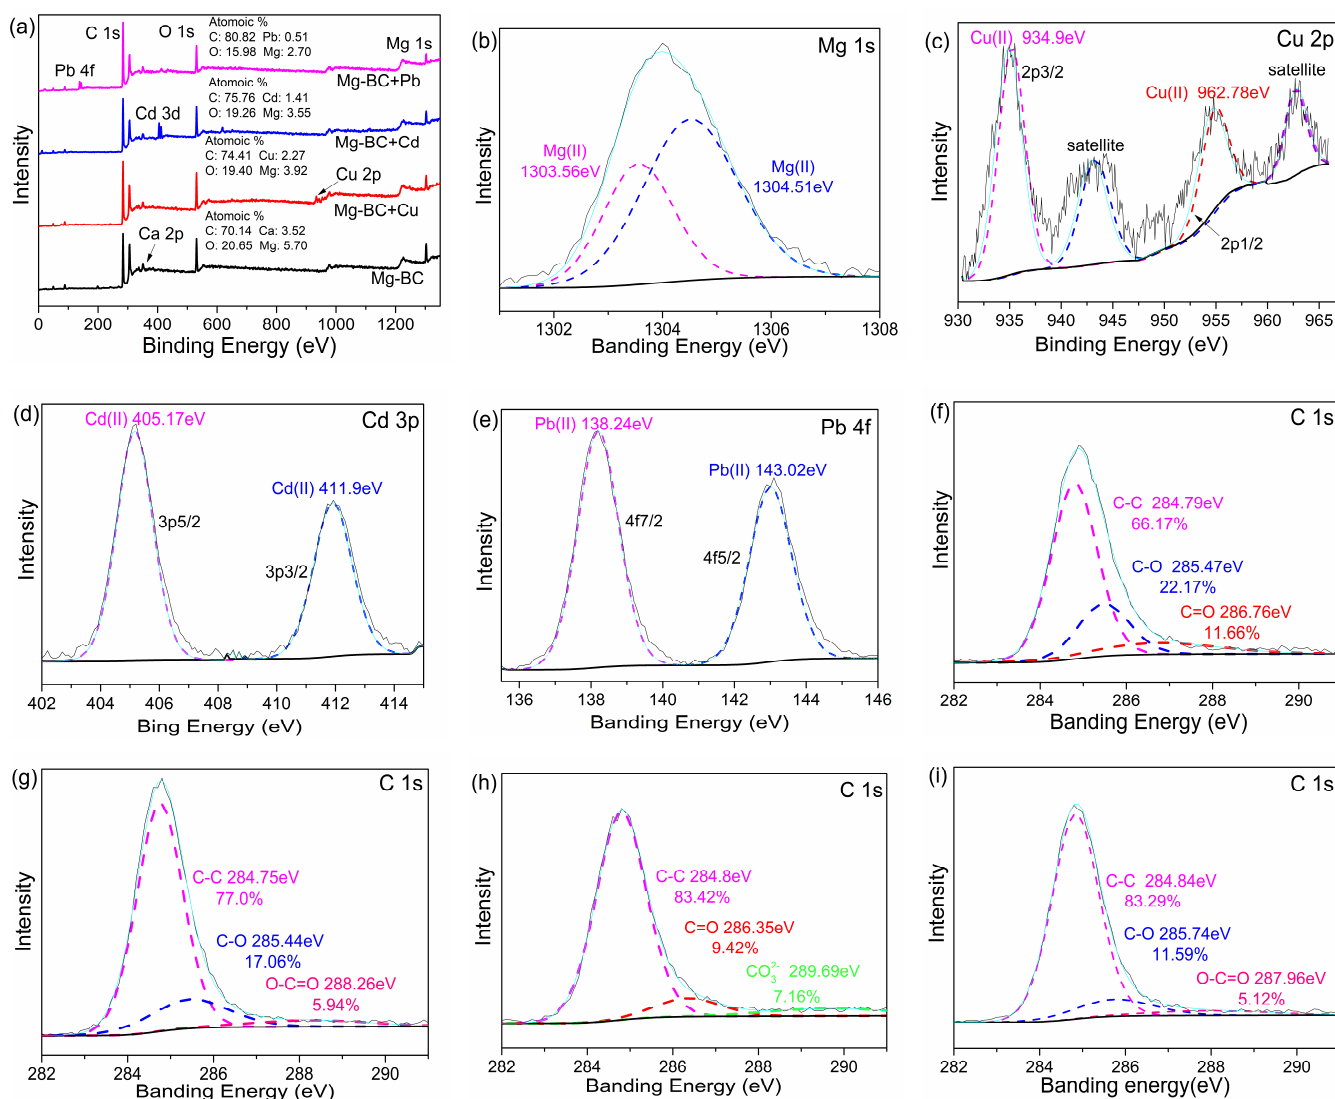 (a)
C 1s
O 1s
Atomoic %
C: 80.82 Pb: 0.51
O: 15.98 Mg: 2.70
Mg 1s
Pb 4f
Mg-BC+Pb
Atomoic %
C: 75.76 Cd: 1.41
O: 19.26 Mg: 3.55
Cd 3d
Mg-BC+Cd
Atomoic %
C: 74.41 Cu: 2.27
O: 19.40 Mg: 3.92
Cu 2p
Mg-BC+Cu
Atomoic %
C: 70.14 Ca: 3.52
O: 20.65 Mg: 5.70
Ca 2p
Mg-BC
Intensity
0 200 400 600 800 1000 1200
Binding Energy (eV)
(b)
Mg 1s
Mg(II)
1303.56eV
Mg(II)
1304.51eV
Intensity
1302 1304 1306 1308
Banding Energy (eV)
(c)
Cu(II) 934.9eV
Cu 2p
2p3/2
satellite
Cu(II) 962.78eV
satellite
2p1/2
Intensity
930 935 940 945 950 955 960 965
Binding Energy (eV)
(d)
Cd(II) 405.17eV
Cd 3p
Cd(II) 411.9eV
3p5/2
3p3/2
Intensity
402 404 406 408 410 412 414
Bing Energy (eV)
(e)
Pb(II) 138.24eV
Pb 4f
Pb(II) 143.02eV
4f7/2
4f5/2
Intensity
136 138 140 142 144 146
Banding Energy (eV)
(f)
C 1s
C-C 284.79eV
66.17%
C-O 285.47eV
22.17%
C=O 286.76eV
11.66%
Intensity
282 284 286 288 290
Banding Energy (eV)
(g)
C 1s
C-C 284.75eV
77.0%
C-O 285.44eV
17.06%
O-C=O 288.26eV
5.94%
Intensity
282 284 286 288 290
Banding Energy (eV)
(h)
C 1s
C-C 284.8eV
83.42%
C=O 286.35eV
9.42%
CO₃²⁻ 289.69eV
7.16%
Intensity
282 284 286 288 290
Banding Energy (eV)
(i)
C 1s
C-C 284.84eV
83.29%
C-O 285.74eV
11.59%
O-C=O 287.96eV
5.12%
Intensity
282 284 286 288 290
Banding energy(eV)